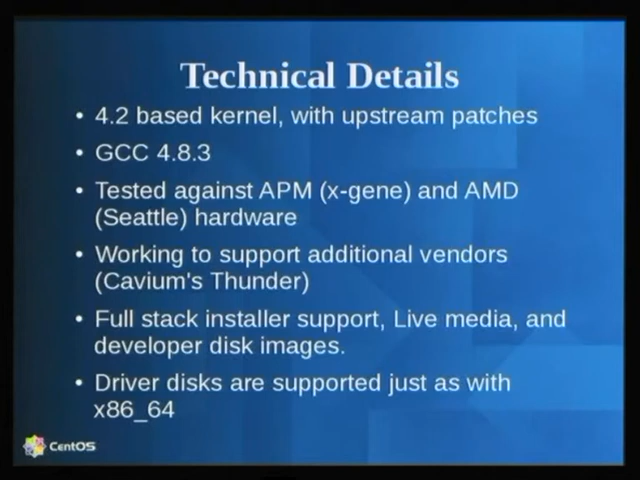 Technical Details
• 4.2 based kernel, with upstream patches
• GCC 4.8.3
• Tested against APM (x-gene) and AMD
(Seattle) hardware
• Working to support additional vendors
(Cavium's Thunder)
• Full stack installer support, Live media, and
developer disk images.
• Driver disks are supported just as with
x86_64
CentOS